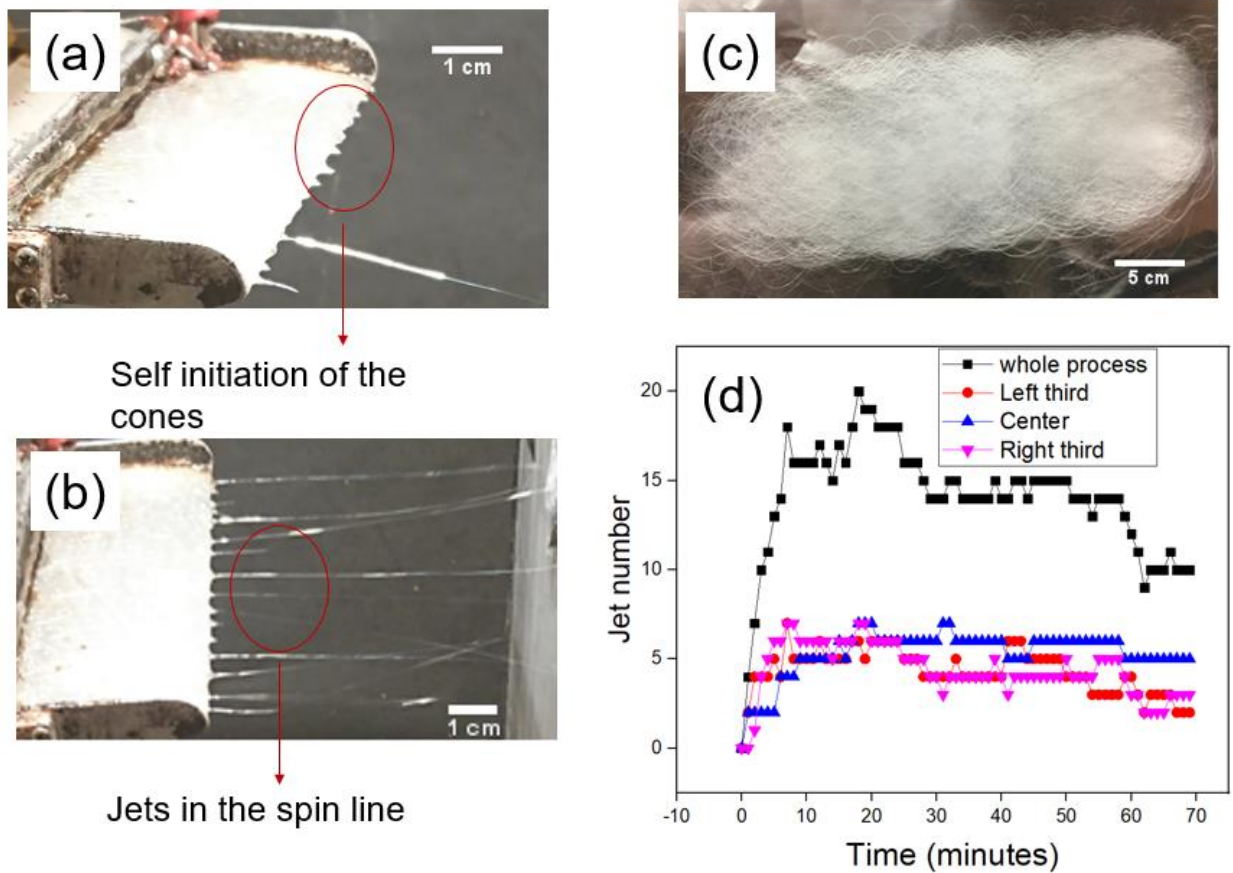 (a)
1 cm
Self initiation of the
cones
(b)
1 cm
Jets in the spin line
(c)
5 cm
(d)
whole process
Left third
Center
Right third
Jet number
20
15
10
5
0
-10
0
10
20
30
40
50
60
70
Time (minutes)